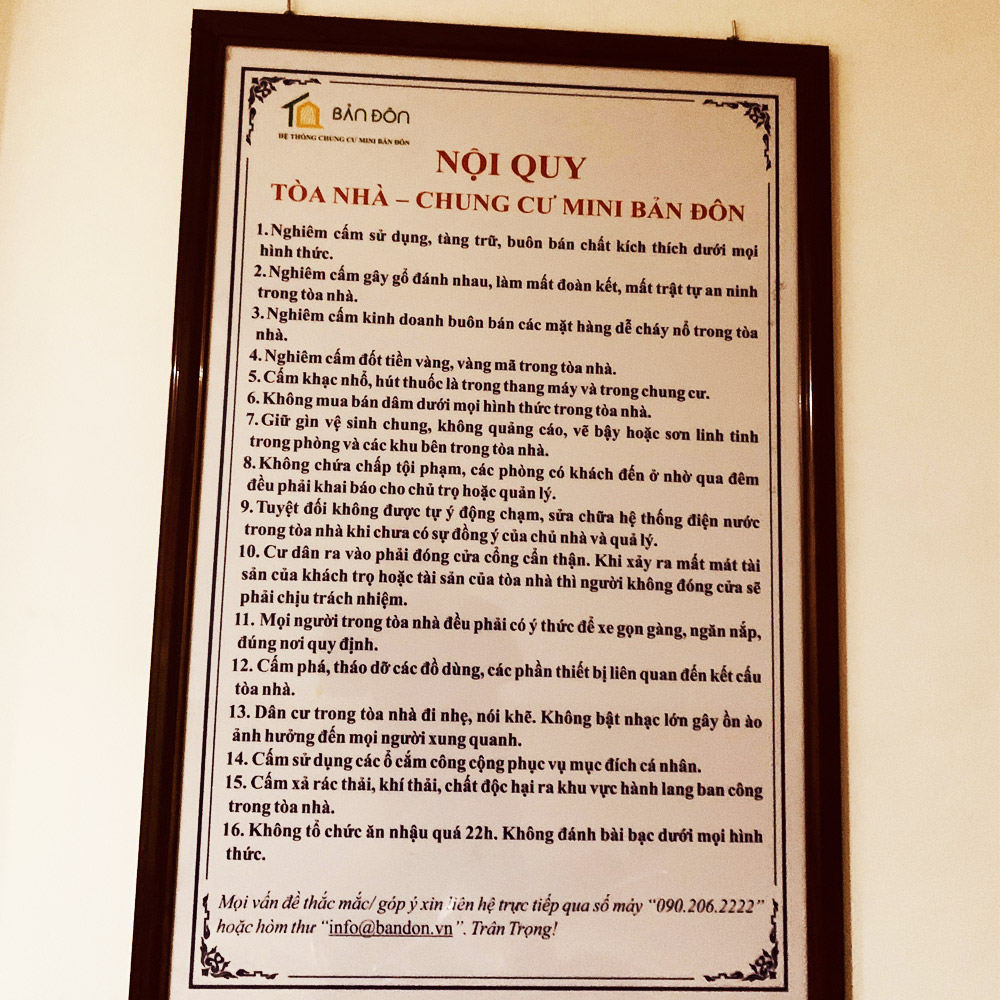 BẢN ĐÔN
HỆ THỐNG CHUNG CƯ MINI BẢN ĐÔN
NỘI QUY
TÒA NHÀ – CHUNG CƯ MINI BẢN ĐÔN
1. Nghiêm cấm sử dụng, tàng trữ, buôn bán chất kích thích dưới mọi
hình thức.
2. Nghiêm cấm gây gổ đánh nhau, làm mất đoàn kết, mất trật tự an ninh
trong tòa nhà.
3. Nghiêm cấm kinh doanh buôn bán các mặt hàng dễ cháy nổ trong tòa
nhà.
4. Nghiêm cấm đốt tiền vàng, vàng mã trong tòa nhà.
5. Cấm khạc nhổ, hút thuốc là trong thang máy và trong chung cư.
6. Không mua bán dâm dưới mọi hình thức trong tòa nhà.
7. Giữ gìn vệ sinh chung, không quảng cáo, vẽ bậy hoặc sơn linh tinh
trong phòng và các khu bên trong tòa nhà.
8. Không chứa chấp tội phạm, các phòng có khách đến ở nhờ qua đêm
đều phải khai báo cho chủ trọ hoặc quản lý.
9. Tuyệt đối không được tự ý động chạm, sửa chữa hệ thống điện nước
trong tòa nhà khi chưa có sự đồng ý của chủ nhà và quả lý.
10. Cư dân ra vào phải đóng cửa cổng cẩn thận. Khi xảy ra mất mát tài
sản của khách trọ hoặc tài sản của tòa nhà thì người không đóng cửa sẽ
phải chịu trách nhiệm.
11. Mọi người trong tòa nhà đều phải có ý thức để xe gọn gàng, ngăn nắp,
đúng nơi quy định.
12. Cấm phá, tháo dỡ các đồ dùng, các phần thiết bị liên quan đến kết cấu
tòa nhà.
13. Dân cư trong tòa nhà đi nhẹ, nói khẽ. Không bật nhạc lớn gây ồn ào
ảnh hưởng đến mọi người xung quanh.
14. Cấm sử dụng các ổ cắm công cộng phục vụ mục đích cá nhân.
15. Cấm xả rác thải, khí thải, chất độc hại ra khu vực hành lang ban công
trong tòa nhà.
16. Không tổ chức ăn nhậu quá 22h. Không đánh bài bạc dưới mọi hình
thức.
Mọi vấn đề thắc mắc/ góp ý xin liên hệ trực tiếp qua số máy “090.206.2222”
hoặc hòm thư “info@bandon.vn”. Trân Trọng!